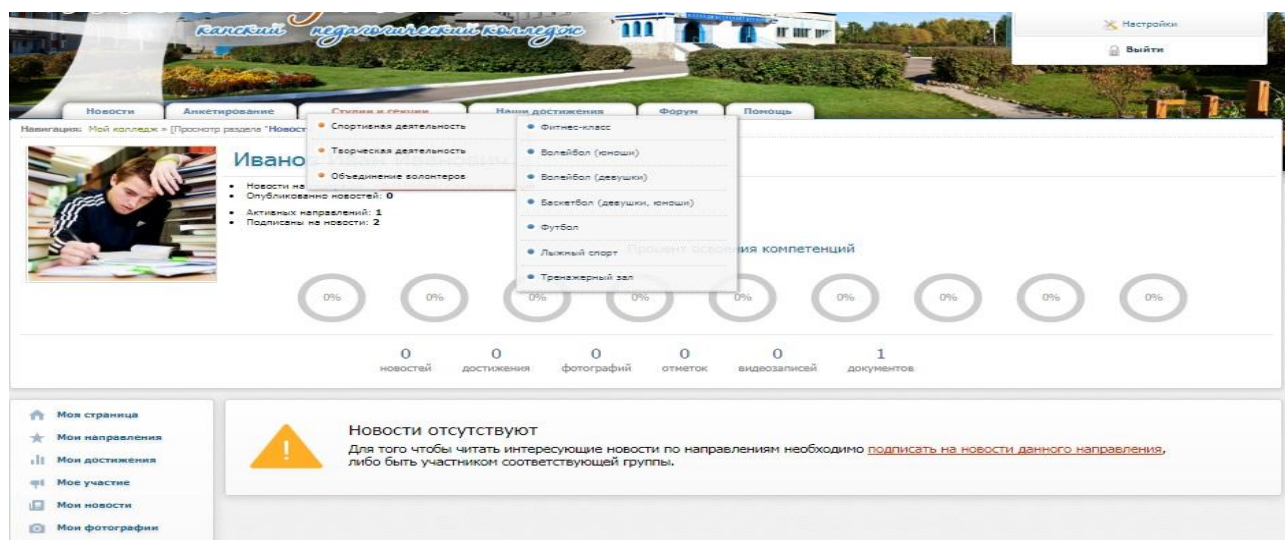 канский педагогический колледж
Настройки
Выйти
Новости Анкетирование Студии и секции Наши достижения Форум Помощь
Навигация: Мой колледж » [Просмотр раздела "Новост
Спортивная деятельность
Творческая деятельность
Объединение волонтеров
Фитнес-класс
Волейбол (юноши)
Волейбол (девушки)
Баскетбол (девушки, юноши)
Футбол
Лыжный спорт
Тренажерный зал
Иванов Иван Иванович
Новости на
Опубликованно новостей: 0
Активных направлений: 1
Подписаны на новости: 2
Процент освоения компетенций
0% 0% 0% 0% 0% 0% 0% 0% 0%
0 0 0 0 0 1
новостей достижения фотографий отметок видеозаписей документов
Моя страница
Мои направления
Мои достижения
Мое участие
Мои новости
Мои фотографии
Новости отсутствуют
Для того чтобы читать интересующие новости по направлениям необходимо подписать на новости данного направления,
либо быть участником соответствующей группы.